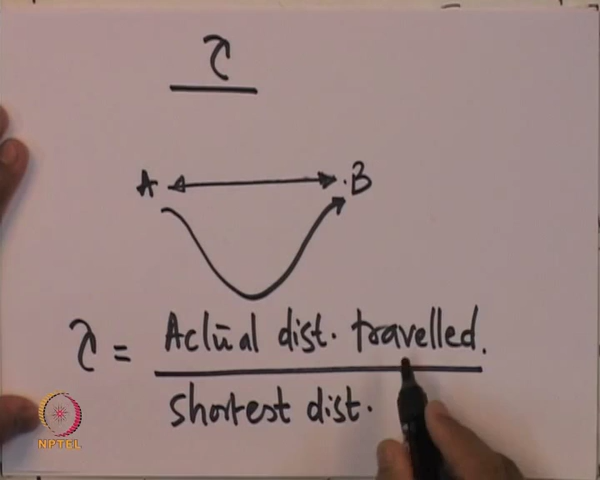 τ
A B
τ = Actual dist. travelled.
shortest dist.
NPTEL